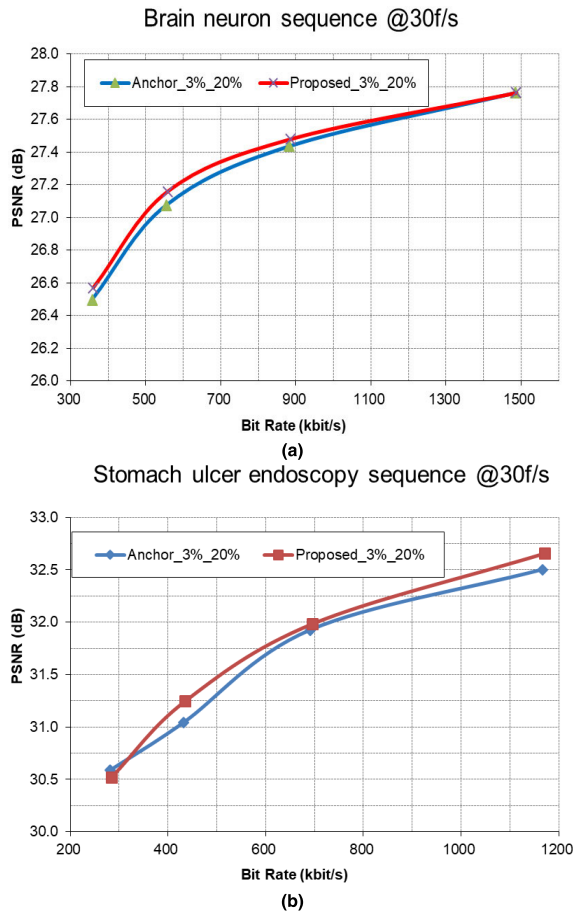 Brain neuron sequence @30f/s
28.0
27.8
27.6
27.4
27.2
27.0
26.8
26.6
26.4
26.2
26.0
PSNR (dB)
Anchor_3%_20% Proposed_3%_20%
300 500 700 900 1100 1300 1500
Bit Rate (kbit/s)
(a)
Stomach ulcer endoscopy sequence @30f/s
33.0
32.5
32.0
31.5
31.0
30.5
30.0
PSNR (dB)
Anchor_3%_20% Proposed_3%_20%
200 400 600 800 1000 1200
Bit Rate (kbit/s)
(b)